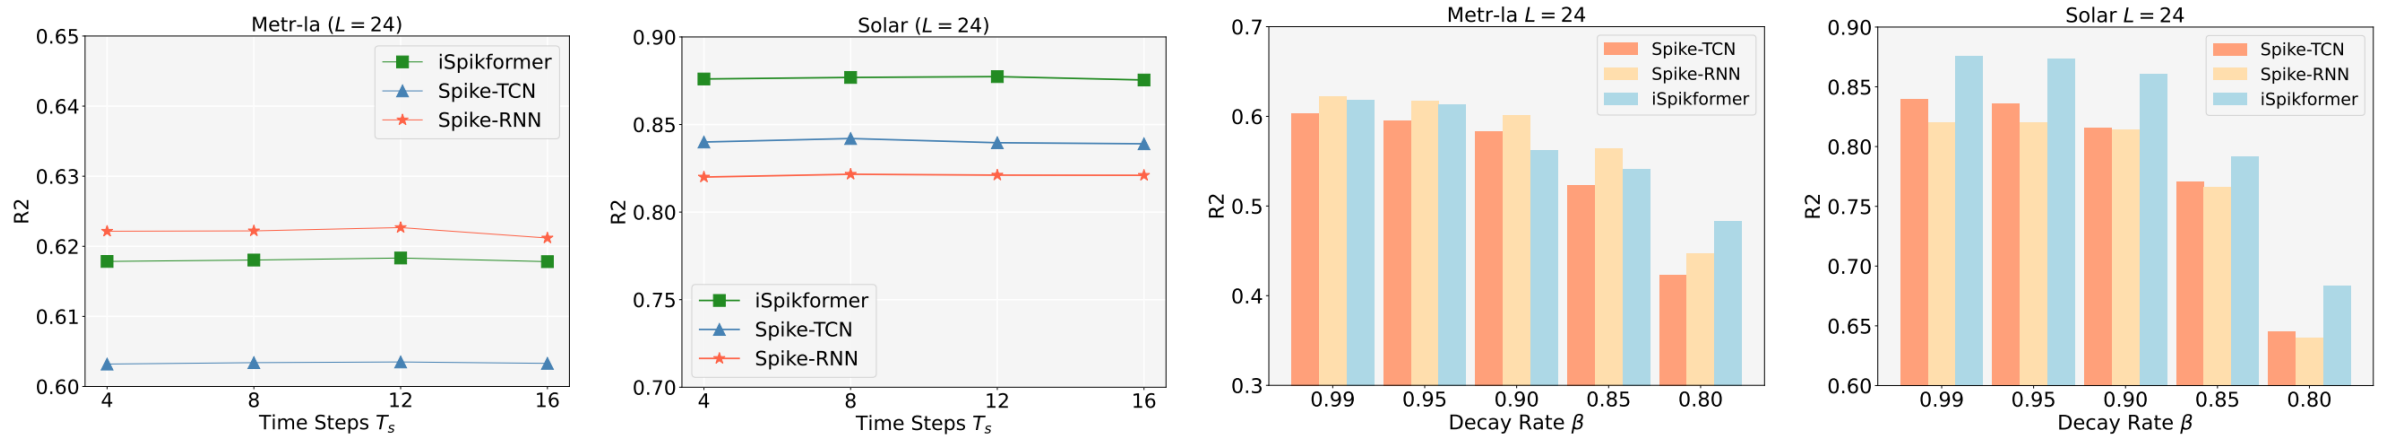 Metr-la (L = 24)
0.65
0.64
0.63
0.62
0.61
0.60
R2
iSpikformer
Spike-TCN
Spike-RNN
4 8 12 16
Time Steps Ts
Solar (L = 24)
0.90
0.85
0.80
0.75
0.70
R2
iSpikformer
Spike-TCN
Spike-RNN
4 8 12 16
Time Steps Ts
Metr-la L = 24
0.7
0.6
0.5
0.4
0.3
R2
Spike-TCN
Spike-RNN
iSpikformer
0.99 0.95 0.90 0.85 0.80
Decay Rate β
Solar L = 24
0.90
0.85
0.80
0.75
0.70
0.65
0.60
R2
Spike-TCN
Spike-RNN
iSpikformer
0.99 0.95 0.90 0.85 0.80
Decay Rate β